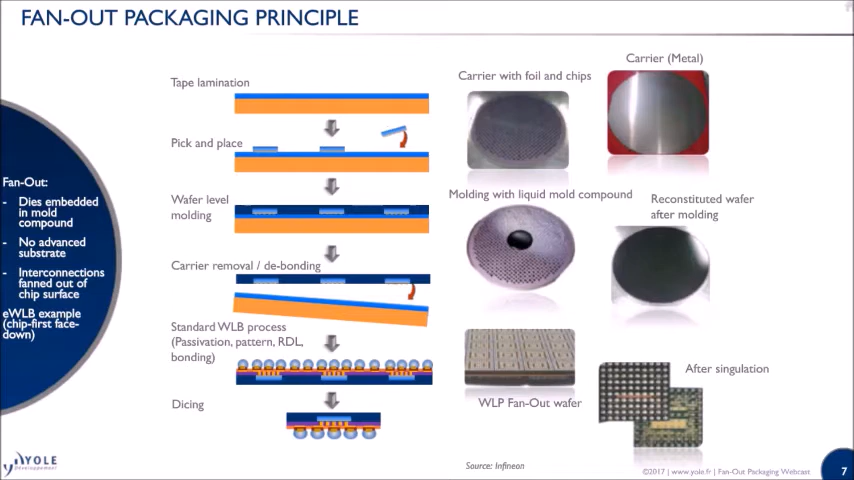 FAN-OUT PACKAGING PRINCIPLE
Carrier (Metal)
Carrier with foil and chips
Tape lamination
Pick and place
Wafer level
molding
Molding with liquid mold compound
Reconstituted wafer
after molding
Fan-Out:
- Dies embedded
in mold
compound
- No advanced
substrate
- Interconnections
fanned out of
chip surface
eWLB example
(chip-first face-
down)
Carrier removal / de-bonding
Standard WLB process
(Passivation, pattern, RDL,
bonding)
After singulation
Dicing
WLP Fan-Out wafer
YOLE
Développement
Source: Infineon
©2017 | www.yole.fr | Fan-Out Packaging Webcast
7